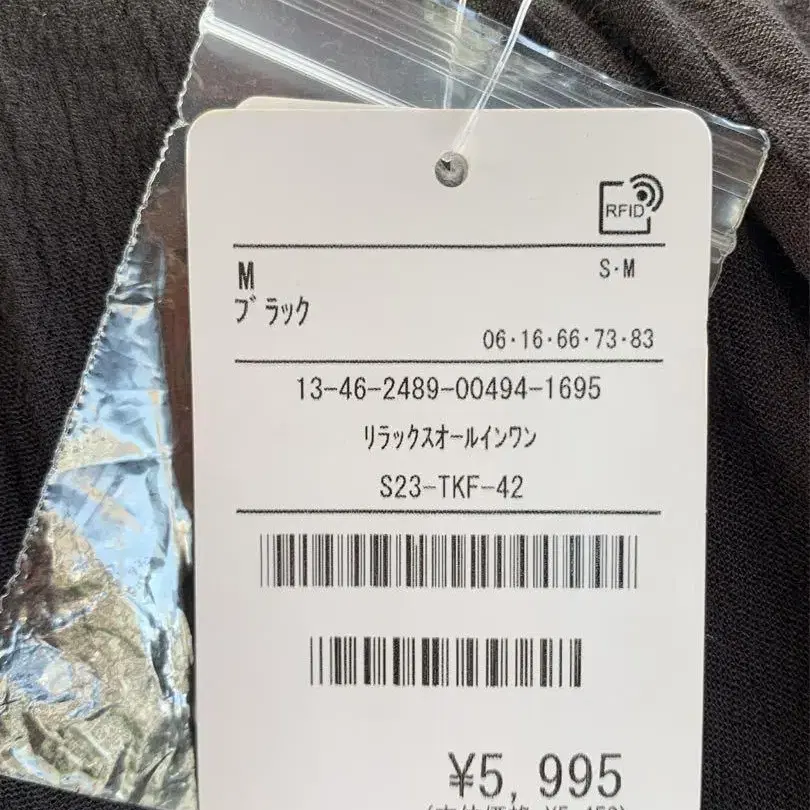 RFID
M
S·M
ブラック
06·16·66·73·83
13-46-2489-00494-1695
リラックスオールインワン
S23-TKF-42
¥5,995